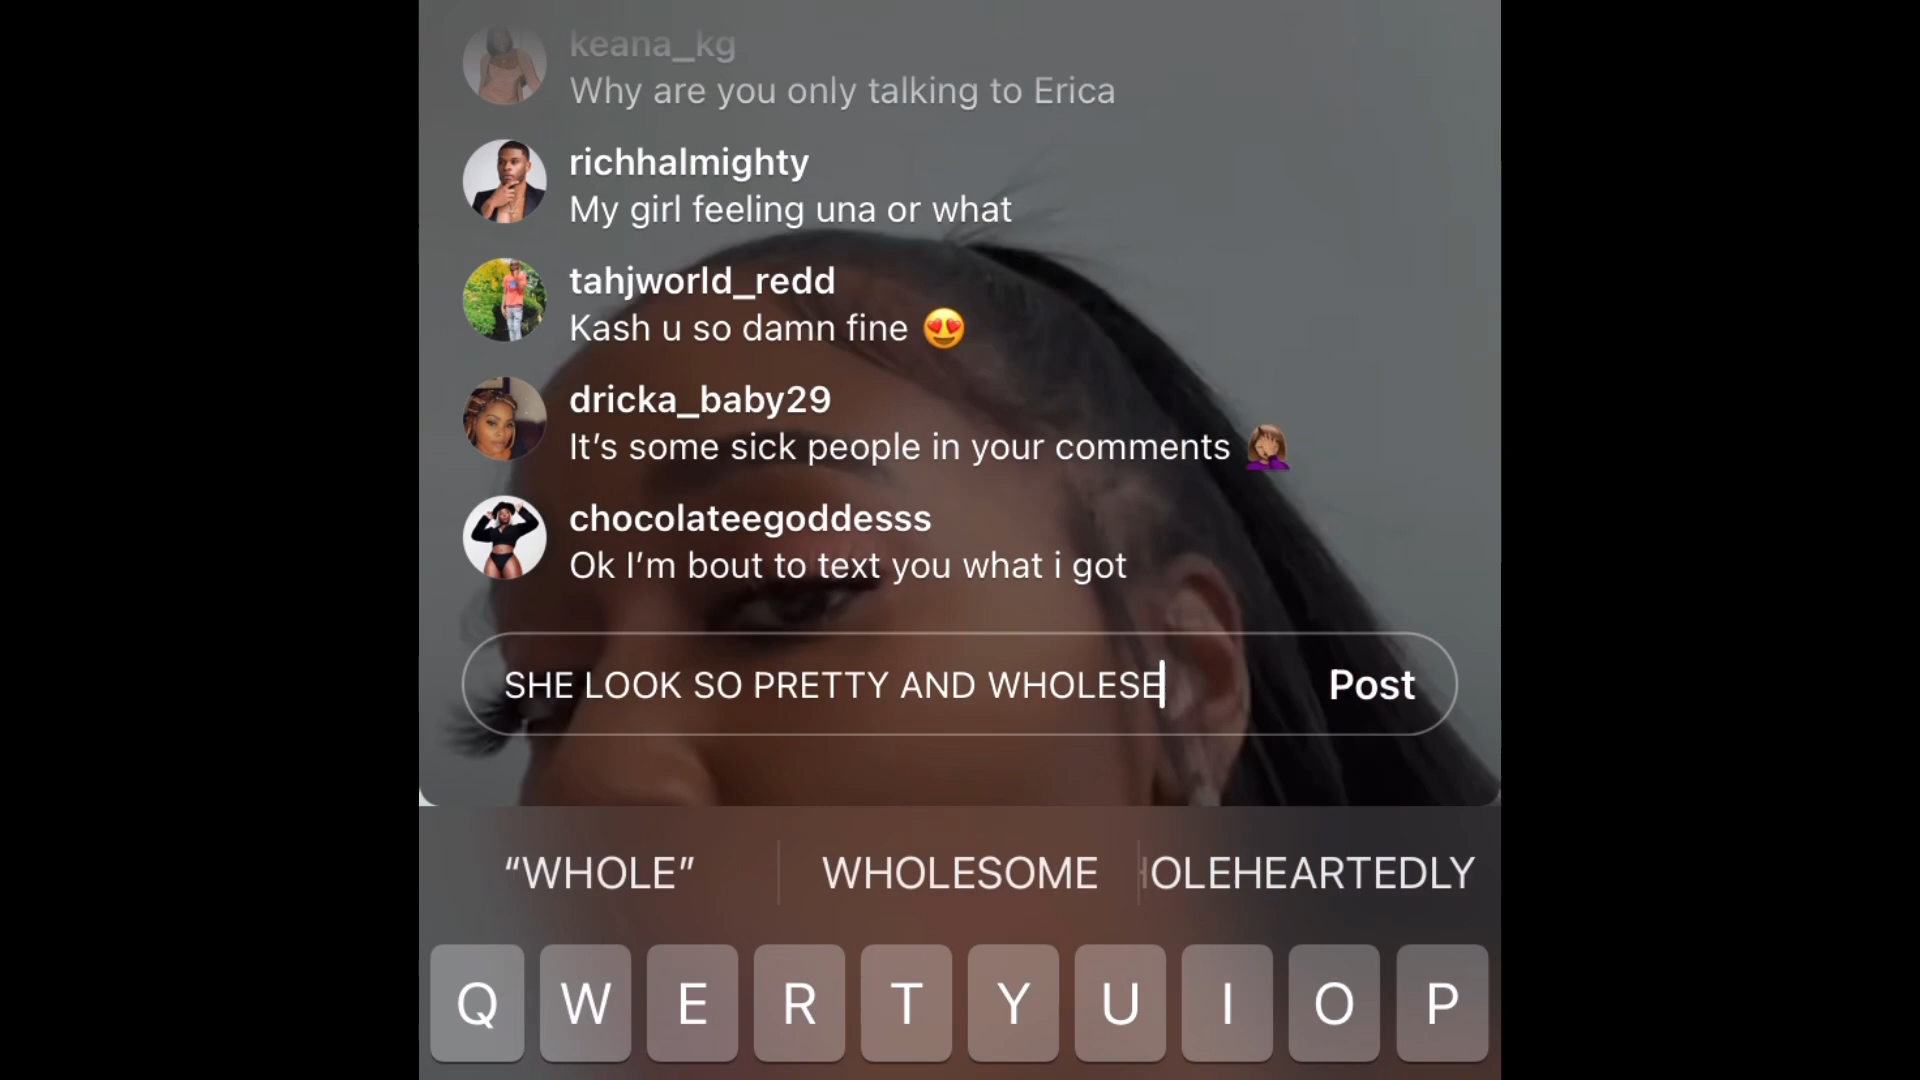 keana_kg
Why are you only talking to Erica
richhalmighty
My girl feeling una or what
tahjworld_redd
Kash u so damn fine 😍
dricka_baby29
It’s some sick people in your comments 🤦🏽‍♀️
chocolateegoddesss
Ok I’m bout to text you what i got
SHE LOOK SO PRETTY AND WHOLESE Post
“WHOLE” WHOLESOME OLEHEARTEDLY
Q W E R T Y U I O P